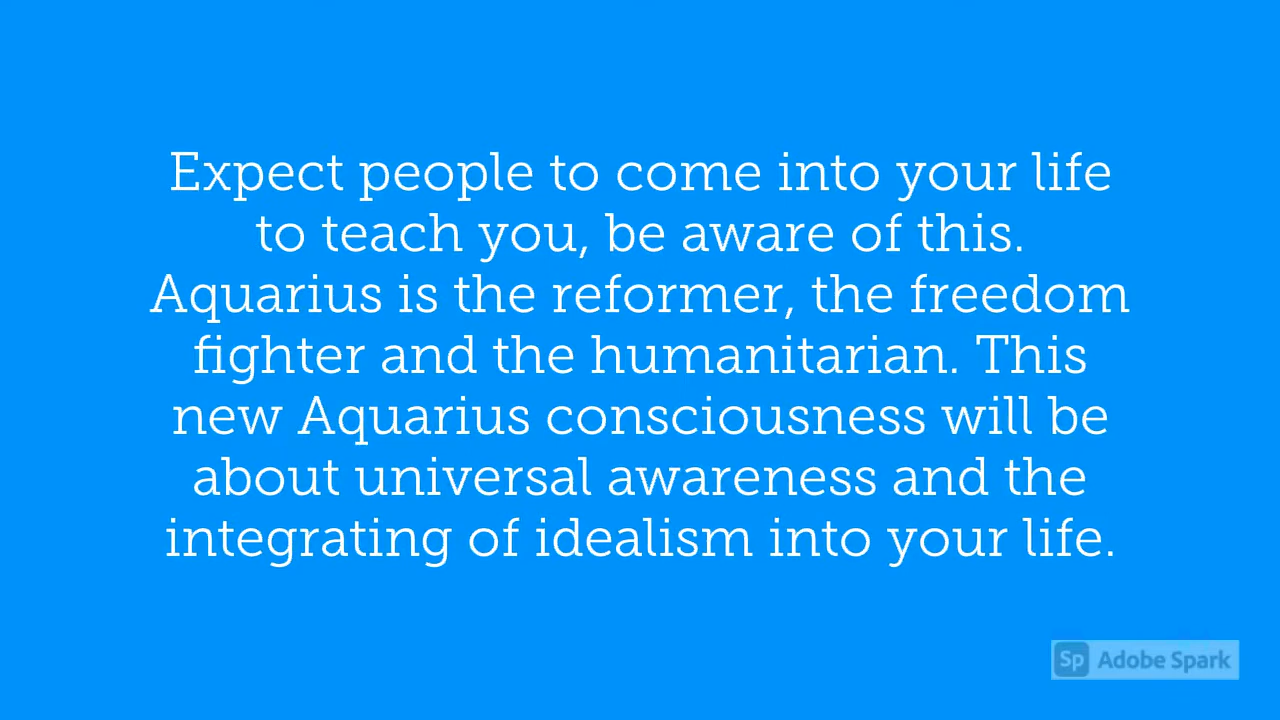 Expect people to come into your life
to teach you, be aware of this.
Aquarius is the reformer, the freedom
fighter and the humanitarian. This
new Aquarius consciousness will be
about universal awareness and the
integrating of idealism into your life.
Sp Adobe Spark